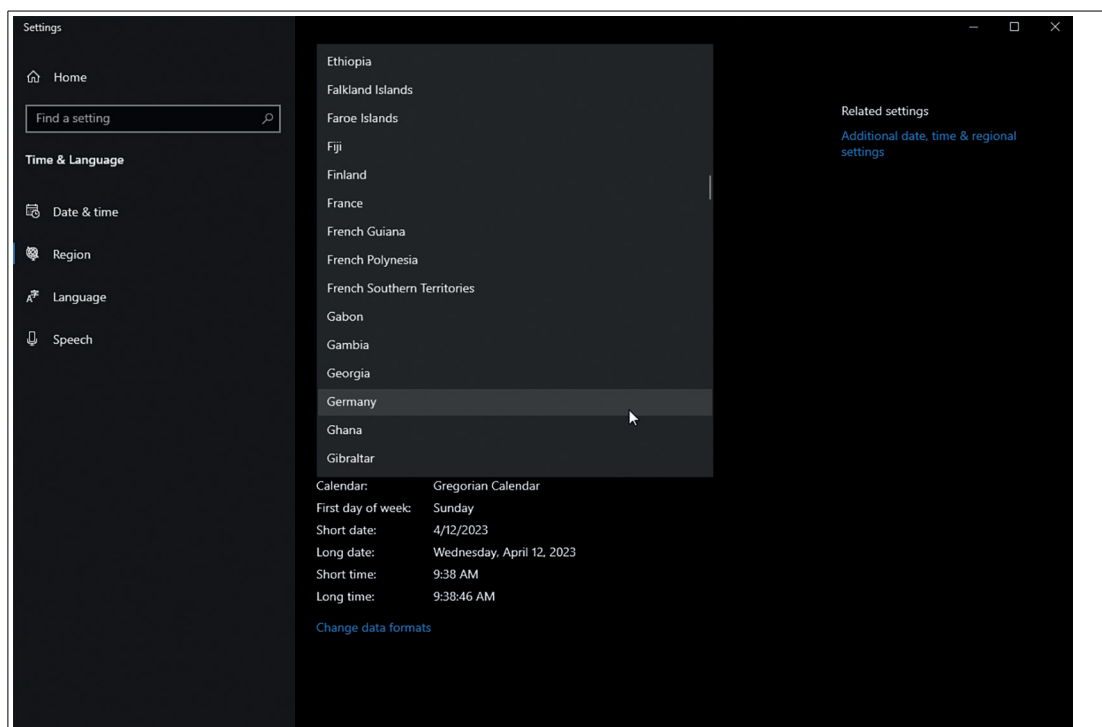 Settings
Home
Find a setting
Time & Language
Date & time
Region
Language
Speech
Ethiopia
Falkland Islands
Faroe Islands
Fiji
Finland
France
French Guiana
French Polynesia
French Southern Territories
Gabon
Gambia
Georgia
Germany
Ghana
Gibraltar
Calendar: Gregorian Calendar
First day of week: Sunday
Short date: 4/12/2023
Long date: Wednesday, April 12, 2023
Short time: 9:38 AM
Long time: 9:38:46 AM
Change data formats
Related settings
Additional date, time & regional
settings